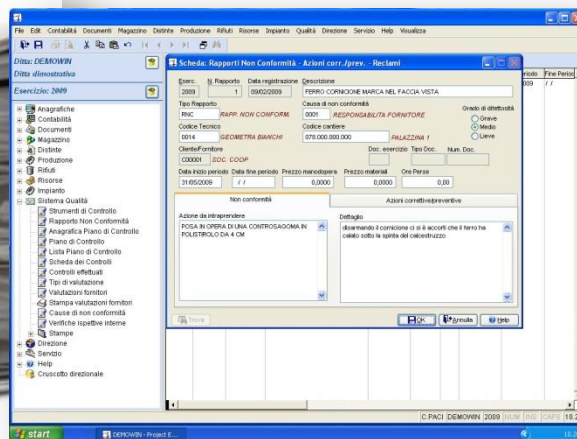 File Edit Contabilità Documenti Magazzino Distinte Produzione Rifiuti Risorse Impianto Qualità Direzione Servizio Help Visualizza
Ditta: DEMOWIN
Ditta dimostrativa
Esercizio: 2009
Anagrafiche
Contabilità
Documenti
Magazzino
Distinte
Produzione
Rifiuti
Risorse
Impianto
Sistema Qualità
Strumenti di Controllo
Rapporto Non Conformità
Anagrafica Piano di Controllo
Piano di Controllo
Lista Piano di Controllo
Scheda dei Controlli
Controlli effettuati
Tipi di valutazione
Valutazioni fornitori
Stampa valutazioni fornitori
Cause di non conformità
Verifiche ispettive interne
Stampe
Direzione
Servizio
Help
Cruscotto direzionale
Scheda: Rapporti Non Conformità - Azioni corr./prev. - Reclami
Eserc. N. Rapporto Data registrazione Descrizione
2009 1 09/02/2009 FERRO CORNICIONE MARCA NEL FACCIA VISTA
Tipo Rapporto Causa di non conformità Grado di difettosità
RNC RAPP. NON CONFORM. 0001 RESPONSABILITA FORNITORE
Grave
Medio
Lieve
Codice Tecnico Codice cantiere
0014 GEOMETRA BIANCHI 078.000.000.000 PALAZZINA 1
Cliente/Fornitore Doc. esercizio Tipo Doc. Num. Doc.
C00001 SOC. COOP
Data inizio periodo Data fine periodo Prezzo manodopera Prezzo materiali Ore Perse
31/05/2009 / / 0,0000 0,0000 0,00
Non conformità Azioni correttive/preventive
Azione da intraprendere
POSA IN OPERA DI UNA CONTROSAGOMA IN
POLISTIROLO DA 4 CM
Dettaglio
disarmando il cornicione ci si è accorti che il ferro ha
calato sotto la spinta del calcestruzzo
Trova OK Annulla Help
Fine Period
/ /
C.PACI DEMOWIN 2009 NUM INS CAPS 18.2
start DEMOWIN - Project E...